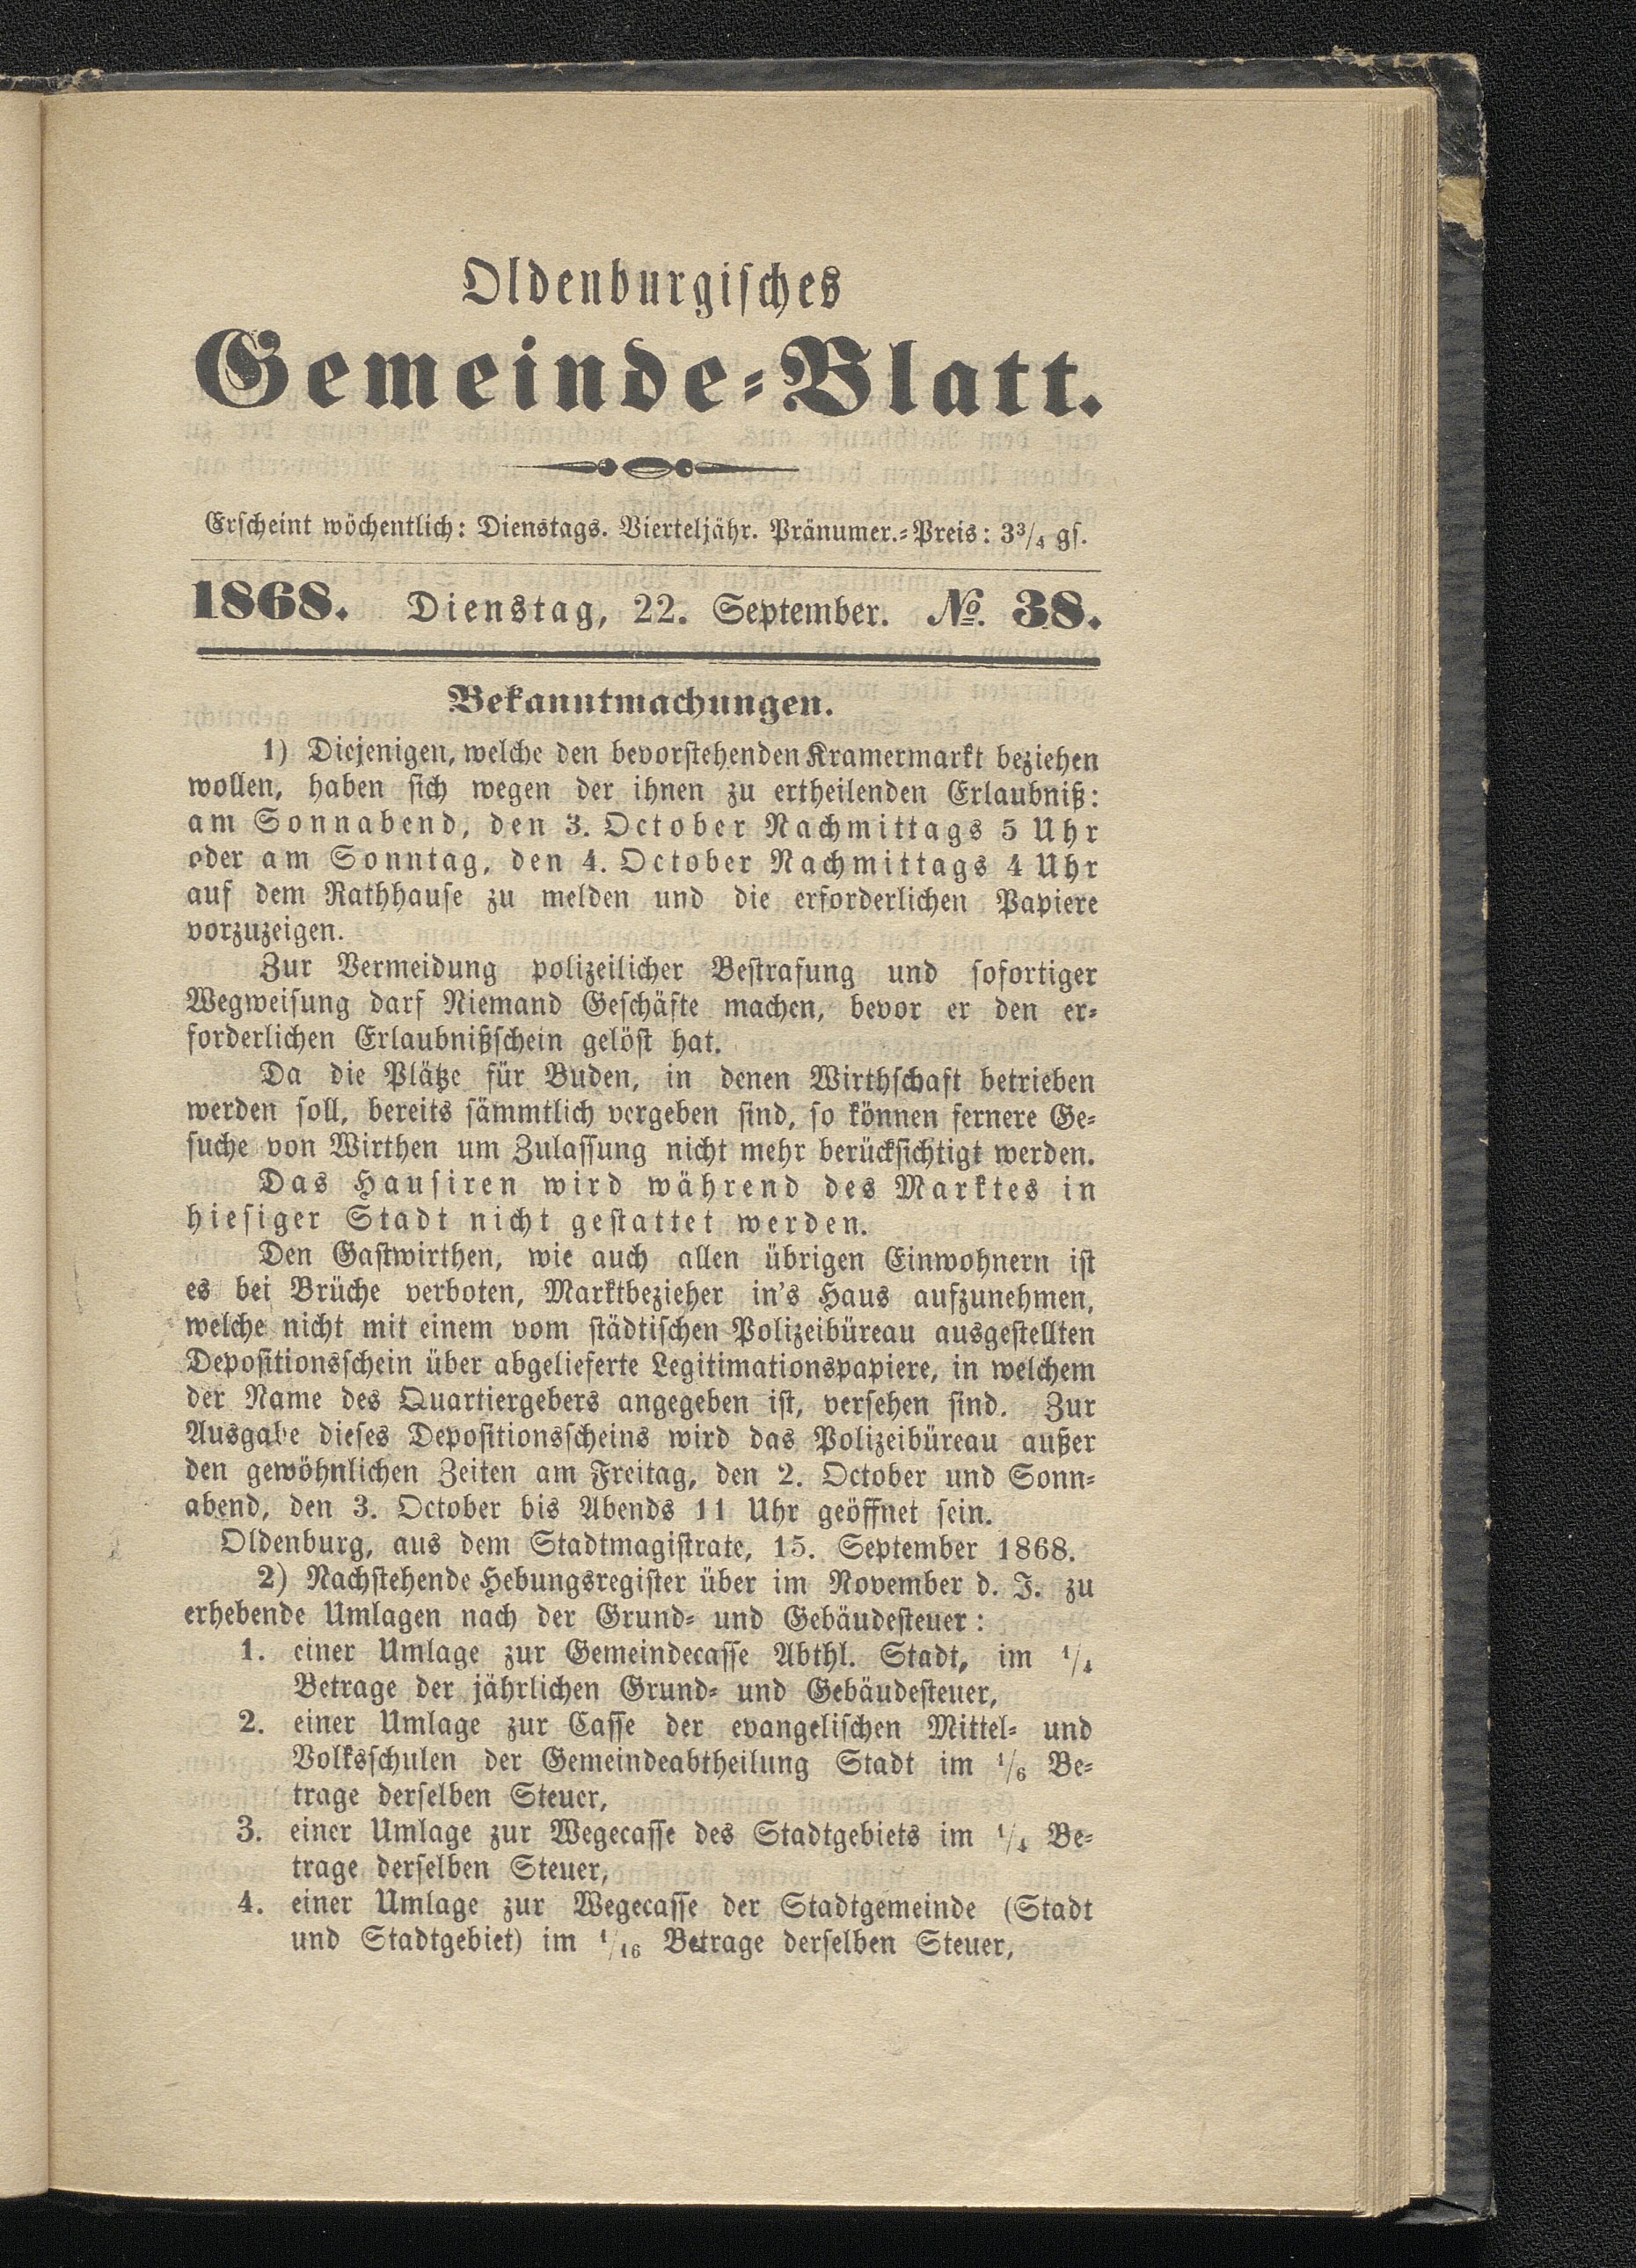 Oldenburgisches
Gemeinde-Blatt.
Erscheint wöchentlich: Dienstags. Vierteljähr. Pränumer.-Preis: 3 3/4 gs.
1868. Dienstag, 22. September. No. 38.
Bekanntmachungen.
1) Diejenigen, welche den bevorstehenden Kramermarkt beziehen
wollen, haben sich wegen der ihnen zu ertheilenden Erlaubniß:
am Sonnabend, den 3. October Nachmittags 5 Uhr
oder am Sonntag, den 4. October Nachmittags 4 Uhr
auf dem Rathhause zu melden und die erforderlichen Papiere
vorzuzeigen.
Zur Vermeidung polizeilicher Bestrafung und sofortiger
Wegweisung darf Niemand Geschäfte machen, bevor er den er-
forderlichen Erlaubnißschein gelöst hat.
Da die Plätze für Buden, in denen Wirthschaft betrieben
werden soll, bereits sämmtlich vergeben sind, so können fernere Ge-
suche von Wirthen um Zulassung nicht mehr berücksichtigt werden.
Das Hausiren wird während des Marktes in
hiesiger Stadt nicht gestattet werden.
Den Gastwirthen, wie auch allen übrigen Einwohnern ist
es bei Brüche verboten, Marktbezieher in's Haus aufzunehmen,
welche nicht mit einem vom städtischen Polizeibüreau ausgestellten
Depositionsschein über abgelieferte Legitimationspapiere, in welchem
der Name des Quartiergebers angegeben ist, versehen sind. Zur
Ausgabe dieses Depositionsscheins wird das Polizeibüreau außer
den gewöhnlichen Zeiten am Freitag, den 2. October und Sonn-
abend, den 3. October bis Abends 11 Uhr geöffnet sein.
Oldenburg, aus dem Stadtmagistrate, 15. September 1868.
2) Nachstehende Hebungsregister über im November d. J. zu
erhebende Umlagen nach der Grund- und Gebäudesteuer:
1. einer Umlage zur Gemeindecasse Abthl. Stadt, im 1/4
Betrage der jährlichen Grund- und Gebäudesteuer,
2. einer Umlage zur Casse der evangelischen Mittel- und
Volksschulen der Gemeindeabtheilung Stadt im 1/6 Be-
trage derselben Steuer,
3. einer Umlage zur Wegecasse des Stadtgebiets im 1/4 Be-
trage derselben Steuer,
4. einer Umlage zur Wegecasse der Stadtgemeinde (Stadt
und Stadtgebiet) im 1/16 Betrage derselben Steuer,